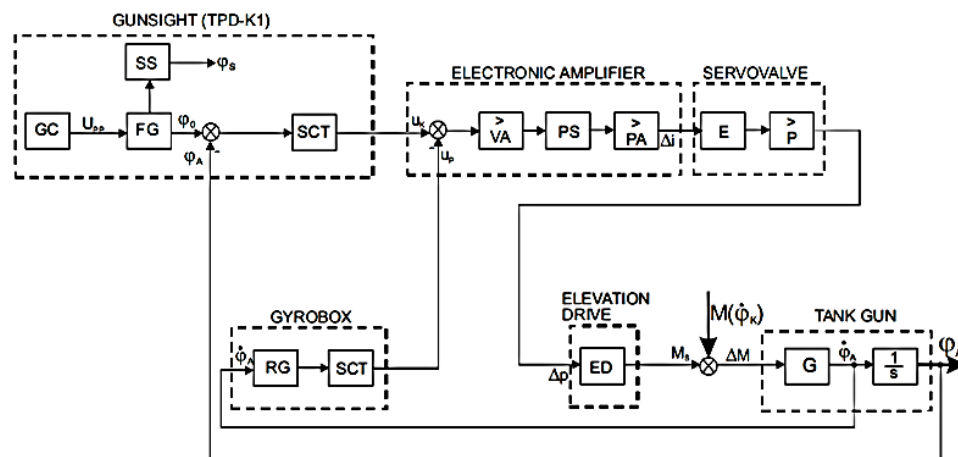 GUNSIGHT (TPD-K1)
SS
φs
GC
Upp
FG
φ0
φA
-
SCT
ELECTRONIC AMPLIFIER
uK
uP
-
>
VA
PS
>
PA
Δi
SERVOVALVE
E
>
P
GYROBOX
φ̇A
RG
SCT
ELEVATION
DRIVE
Δp
ED
Ms
M(φ̇K)
ΔM
TANK GUN
G
φ̇A
1
s
φA